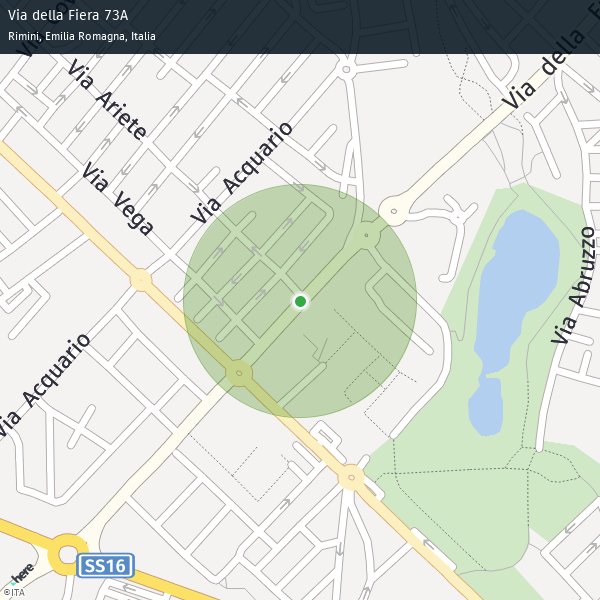 Via della Fiera 73A
Rimini, Emilia Romagna, Italia
Via della
Via Ariete
Via Acquario
Via Vega
Via Abruzzo
Via Acquario
SS16
here
©ITA